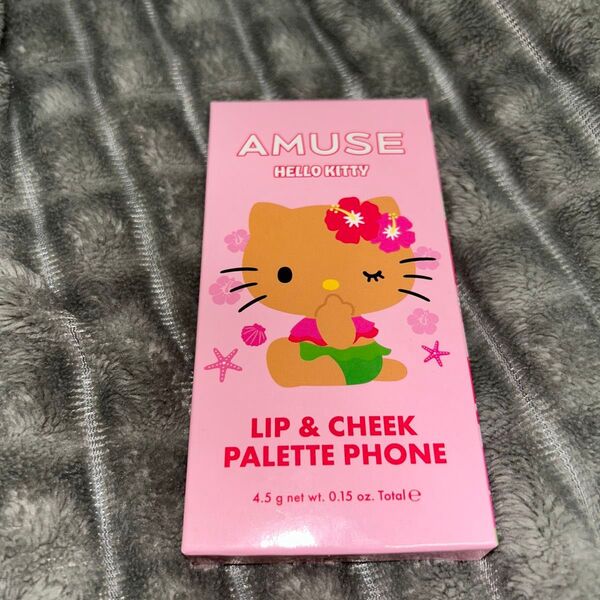 AMUSE
HELLO KITTY
LIP & CHEEK
PALETTE PHONE
4.5 g net wt. 0.15 oz. Total ℮